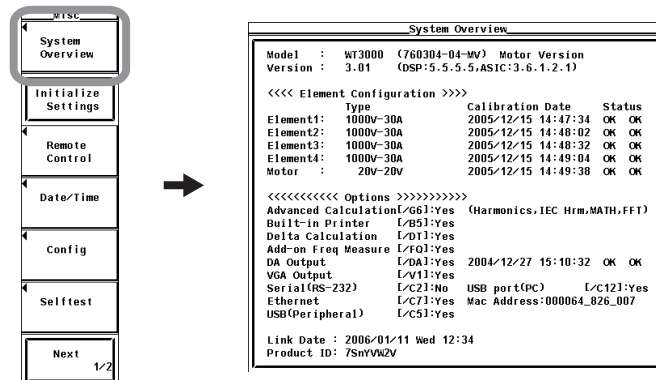 MISC
System
Overview
Initialize
Settings
Remote
Control
Date/Time
Config
Selftest
Next
1/2
System Overview
Model : WT3000 (760304-04-MV) Motor Version
Version : 3.01 (DSP:5.5.5.5,ASIC:3.6.1.2.1)
<<<< Element Configuration >>>>
Type Calibration Date Status
Element1: 1000V-30A 2005/12/15 14:47:34 OK OK
Element2: 1000V-30A 2005/12/15 14:48:02 OK OK
Element3: 1000V-30A 2005/12/15 14:48:32 OK OK
Element4: 1000V-30A 2005/12/15 14:49:04 OK OK
Motor : 20V-20V 2005/12/15 14:49:38 OK OK
<<<<<<<<<<< Options >>>>>>>>>>>
Advanced Calculation[/G6]:Yes (Harmonics,IEC Hrm,MATH,FFT)
Built-in Printer [/B5]:Yes
Delta Calculation [/DT]:Yes
Add-on Freq Measure [/FQ]:Yes
DA Output [/DA]:Yes 2004/12/27 15:10:32 OK OK
VGA Output [/V1]:Yes
Serial(RS-232) [/C2]:No USB port(PC) [/C12]:Yes
Ethernet [/C7]:Yes Mac Address:000064_826_007
USB(Peripheral) [/C5]:Yes
Link Date : 2006/01/11 Wed 12:34
Product ID: 7SnYVW2V